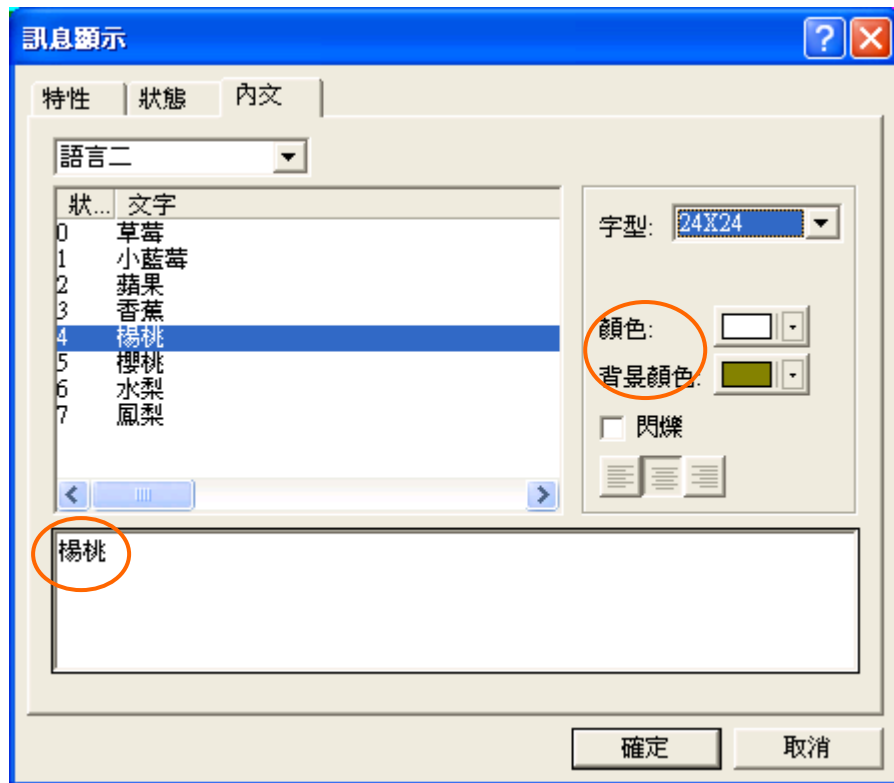 訊息顯示
特性 狀態 內文
語言二
狀... 文字
0 草莓
1 小藍莓
2 蘋果
3 香蕉
4 楊桃
5 櫻桃
6 水梨
7 鳳梨
字型: 24X24
顏色:
背景顏色:
閃爍
楊桃
確定 取消